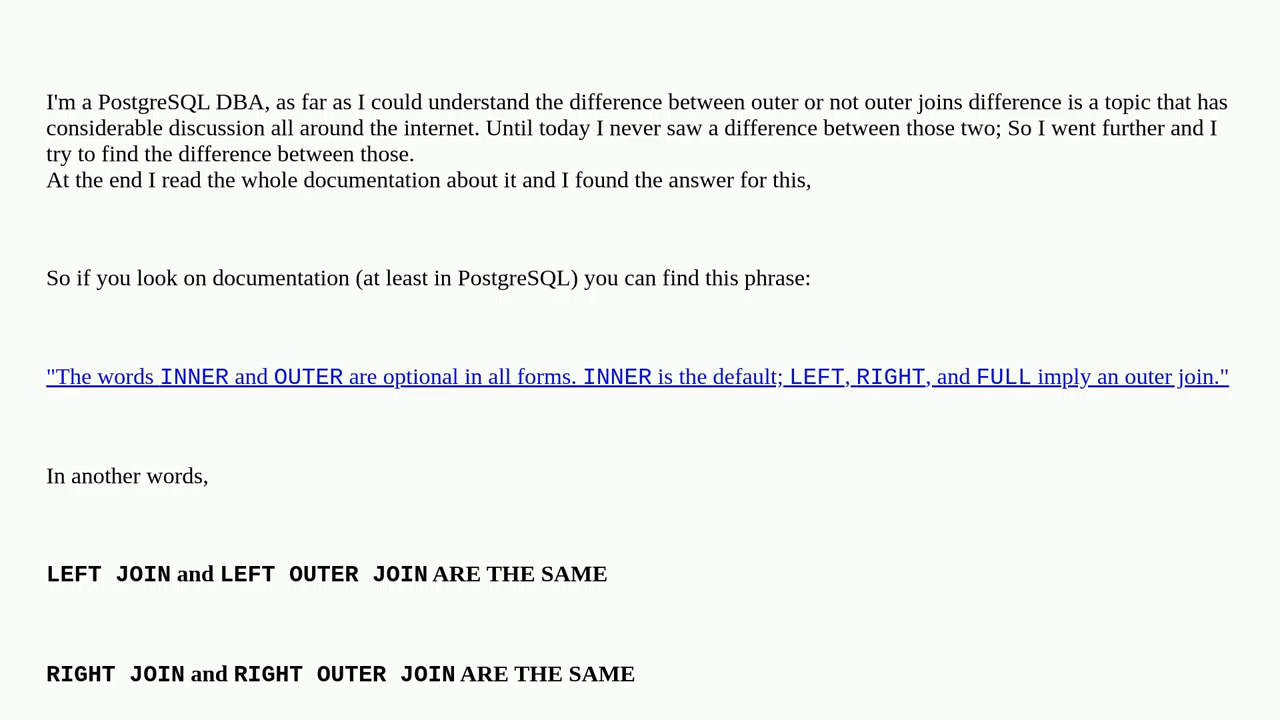 I'm a PostgreSQL DBA, as far as I could understand the difference between outer or not outer joins difference is a topic that has
considerable discussion all around the internet. Until today I never saw a difference between those two; So I went further and I
try to find the difference between those.
At the end I read the whole documentation about it and I found the answer for this,
So if you look on documentation (at least in PostgreSQL) you can find this phrase:
"The words INNER and OUTER are optional in all forms. INNER is the default; LEFT, RIGHT, and FULL imply an outer join."
In another words,
LEFT JOIN and LEFT OUTER JOIN ARE THE SAME
RIGHT JOIN and RIGHT OUTER JOIN ARE THE SAME